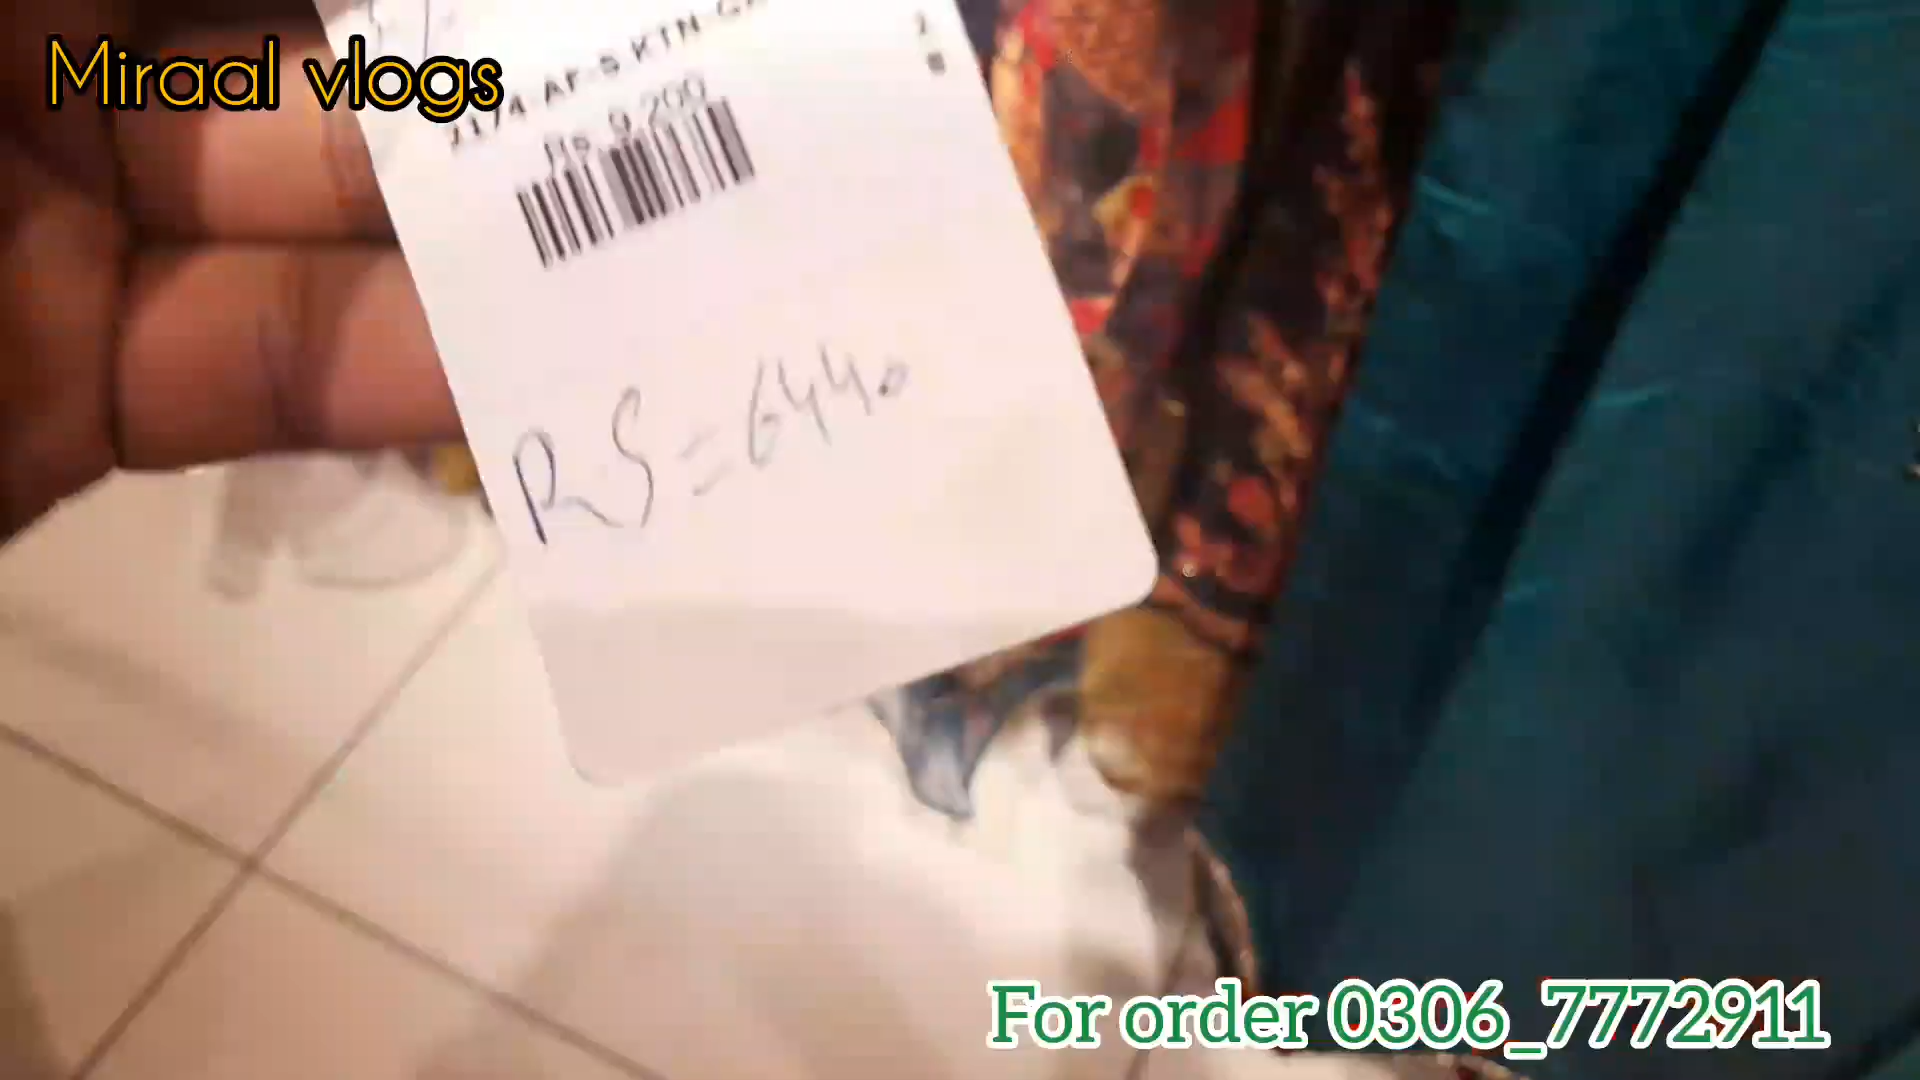 Miraal vlogs
Rs 9,200
RS = 6440
For order 0306_7772911